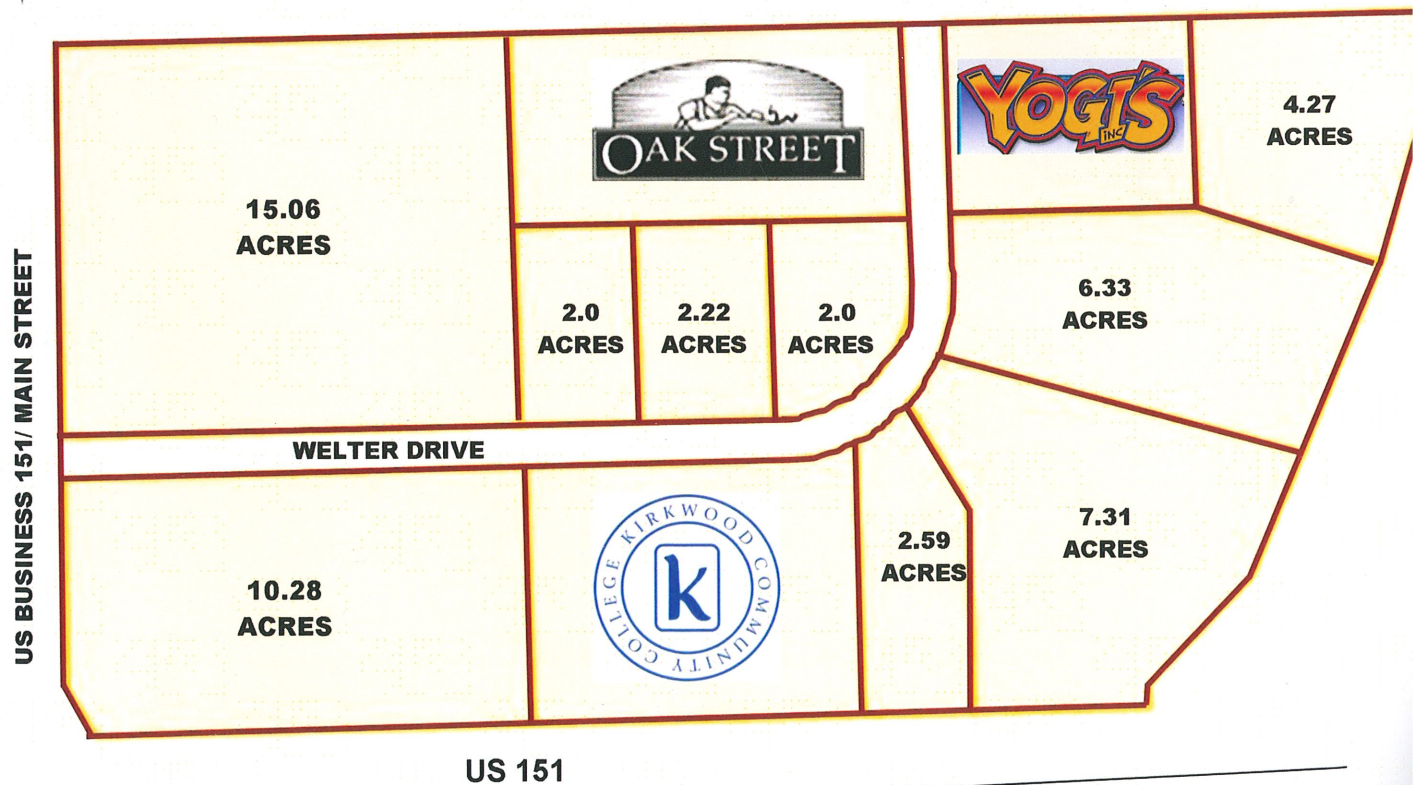 OAK STREET
YOGI'S
INC
4.27
ACRES
15.06
ACRES
2.0
ACRES
2.22
ACRES
2.0
ACRES
6.33
ACRES
US BUSINESS 151/ MAIN STREET
WELTER DRIVE
10.28
ACRES
KIRKWOOD COMMUNITY COLLEGE
k
2.59
ACRES
7.31
ACRES
US 151